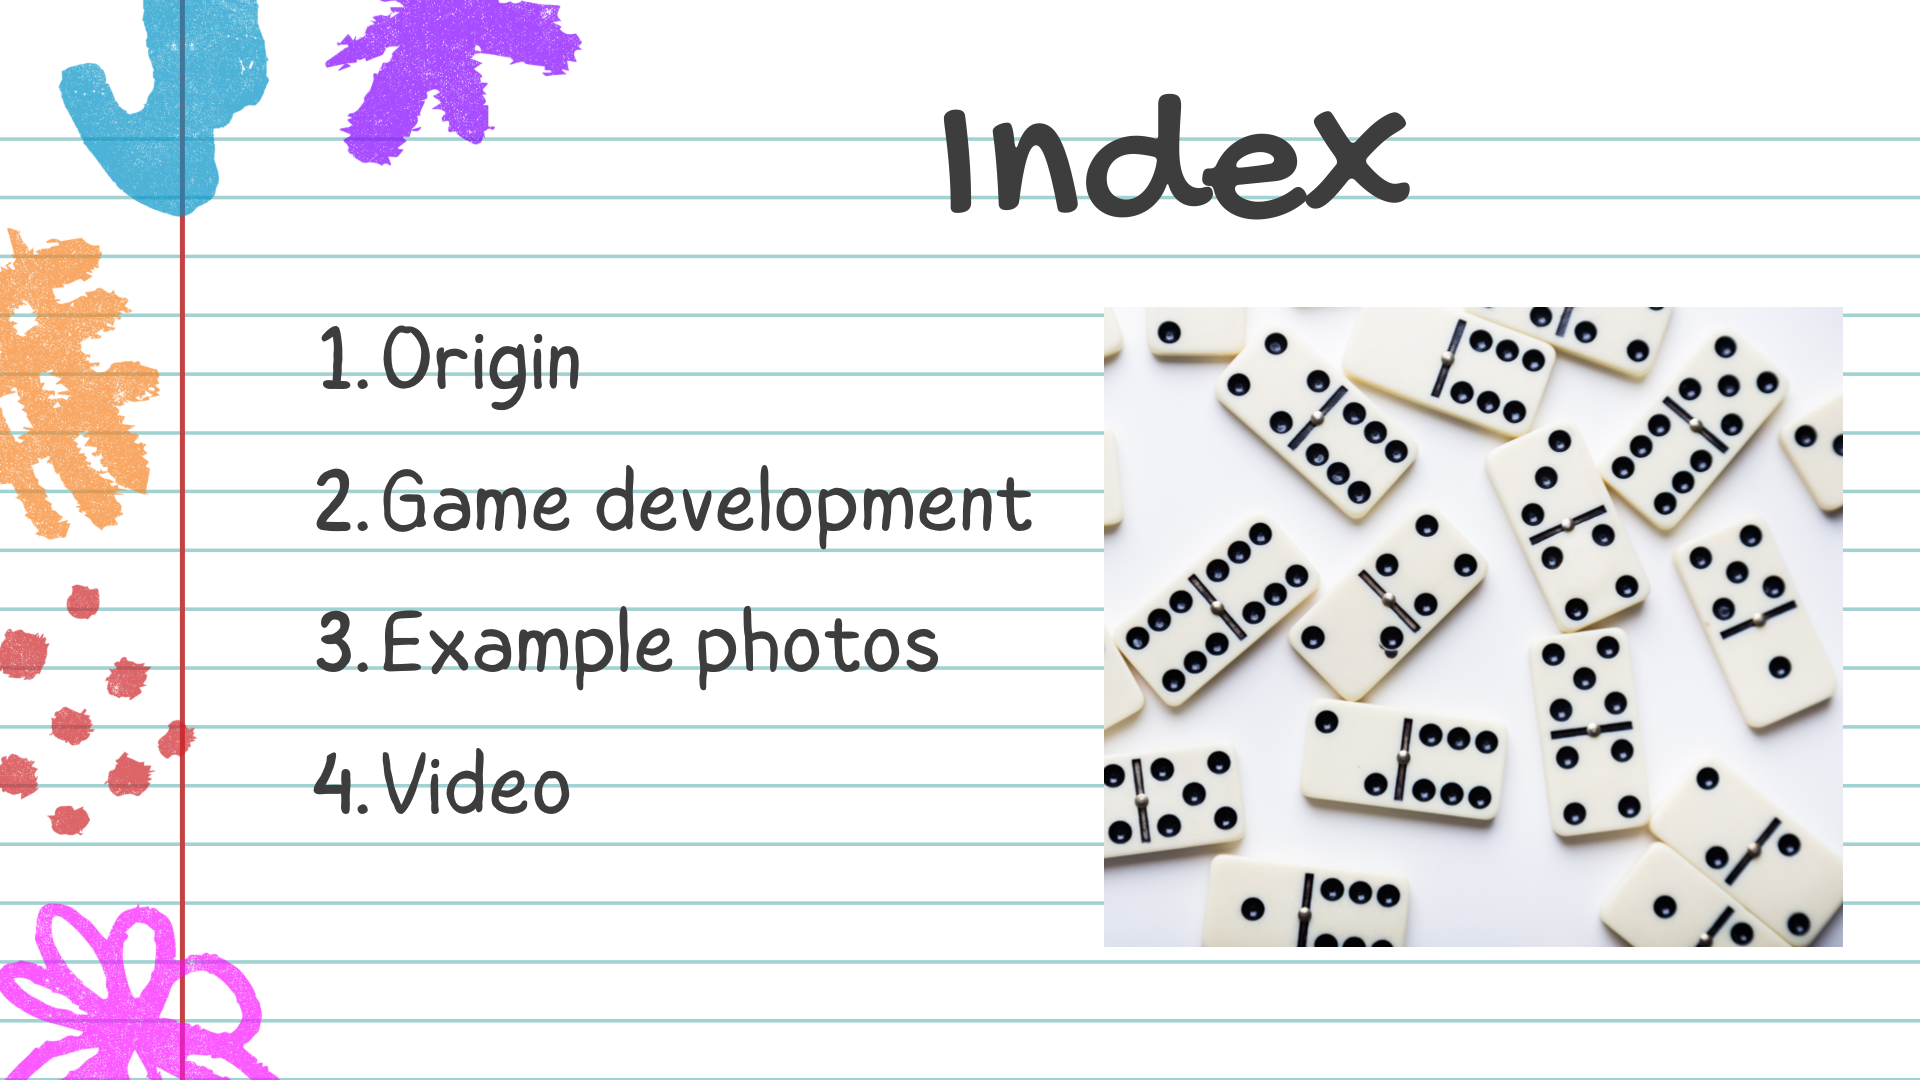 Index
1. Origin
2. Game development
3. Example photos
4. Video